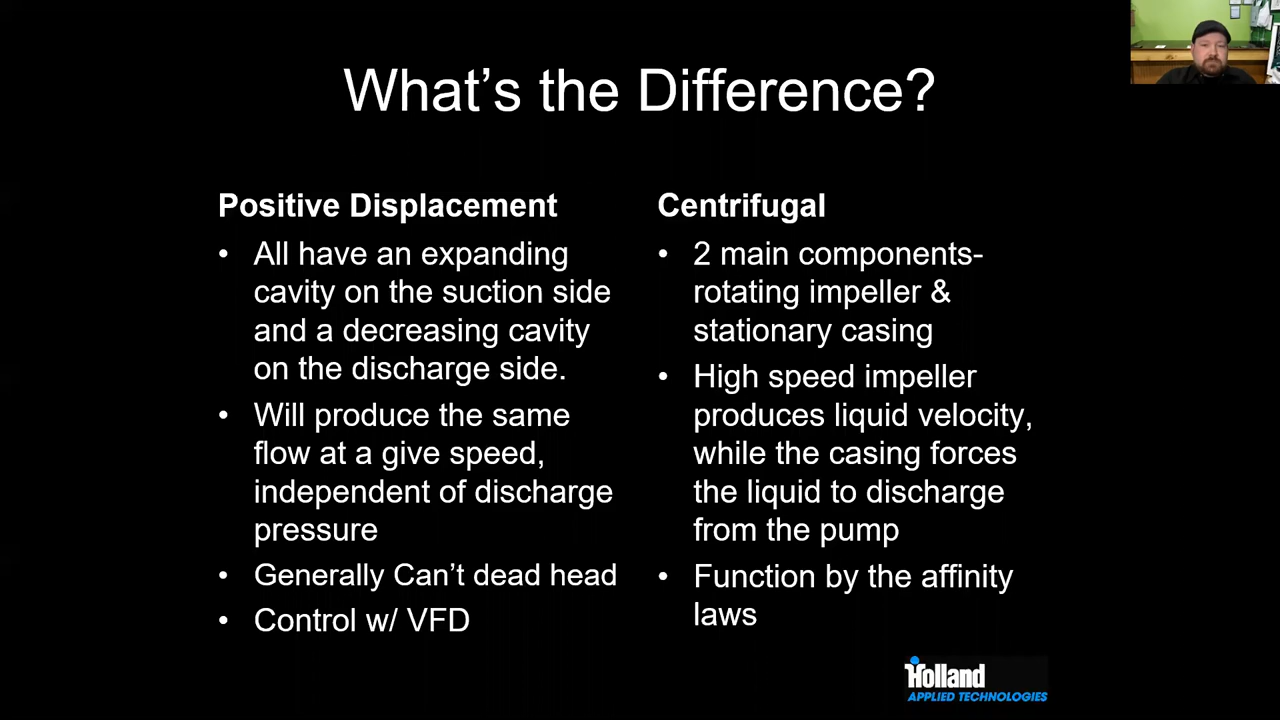 What's the Difference?
Positive Displacement
• All have an expanding
cavity on the suction side
and a decreasing cavity
on the discharge side.
• Will produce the same
flow at a give speed,
independent of discharge
pressure
• Generally Can't dead head
• Control w/ VFD
Centrifugal
• 2 main components-
rotating impeller &
stationary casing
• High speed impeller
produces liquid velocity,
while the casing forces
the liquid to discharge
from the pump
• Function by the affinity
laws
Holland
APPLIED TECHNOLOGIES